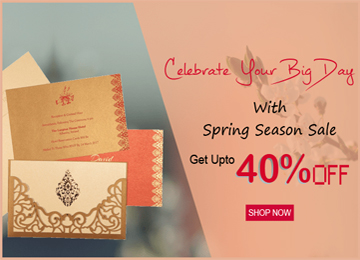 Celebrate Your Big Day
With
Spring Season Sale
Get Upto 40% OFF
SHOP NOW